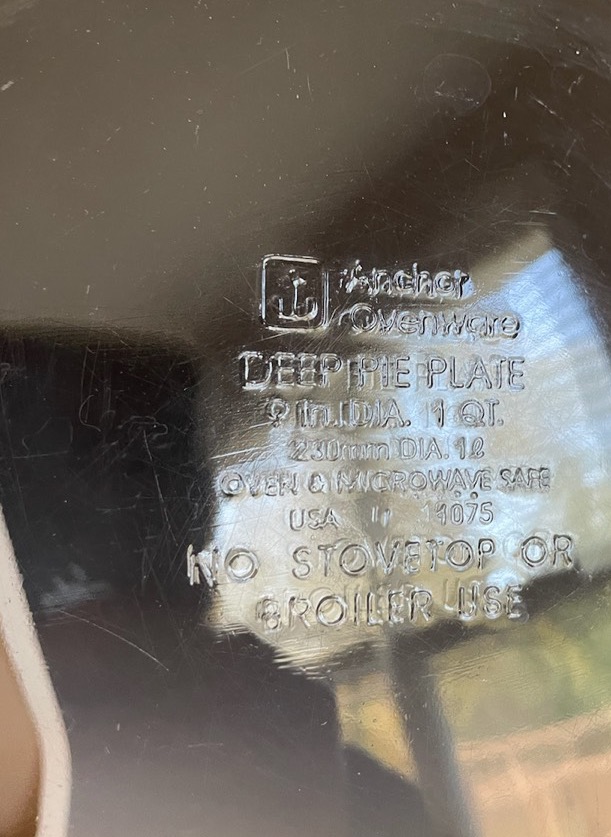 Anchor
Ovenware
DEEP PIE PLATE
9 In. DIA. 1 QT.
230mm DIA. 1ℓ
OVEN & MICROWAVE SAFE
USA 1075
NO STOVETOP OR
BROILER USE